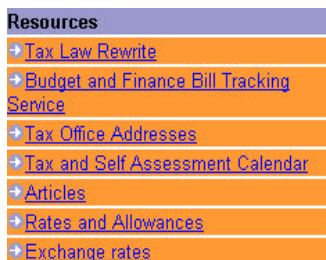 Resources
Tax Law Rewrite
Budget and Finance Bill Tracking
Service
Tax Office Addresses
Tax and Self Assessment Calendar
Articles
Rates and Allowances
Exchange rates